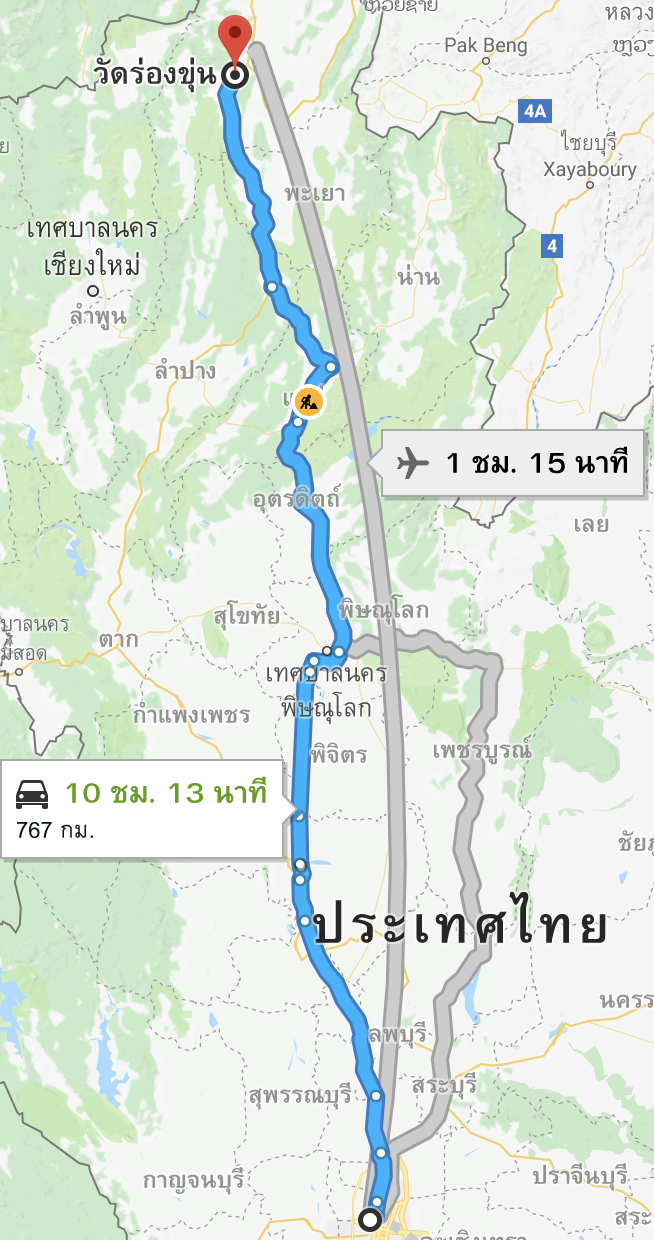 หลวง
Pak Beng
วัดร่องขุ่น
4A
ไชยบุรี
Xayaboury
พะเยา
เทศบาลนคร
เชียงใหม่
4
น่าน
ลำพูน
ลำปาง
1 ชม. 15 นาที
อุตรดิตถ์
เลย
สุโขทัย
พิษณุโลก
ตาก
เทศบาลนคร
พิษณุโลก
กำแพงเพชร
พิจิตร
เพชรบูรณ์
10 ชม. 13 นาที
767 กม.
ประเทศไทย
ลพบุรี
สระบุรี
สุพรรณบุรี
กาญจนบุรี
ปราจีนบุรี